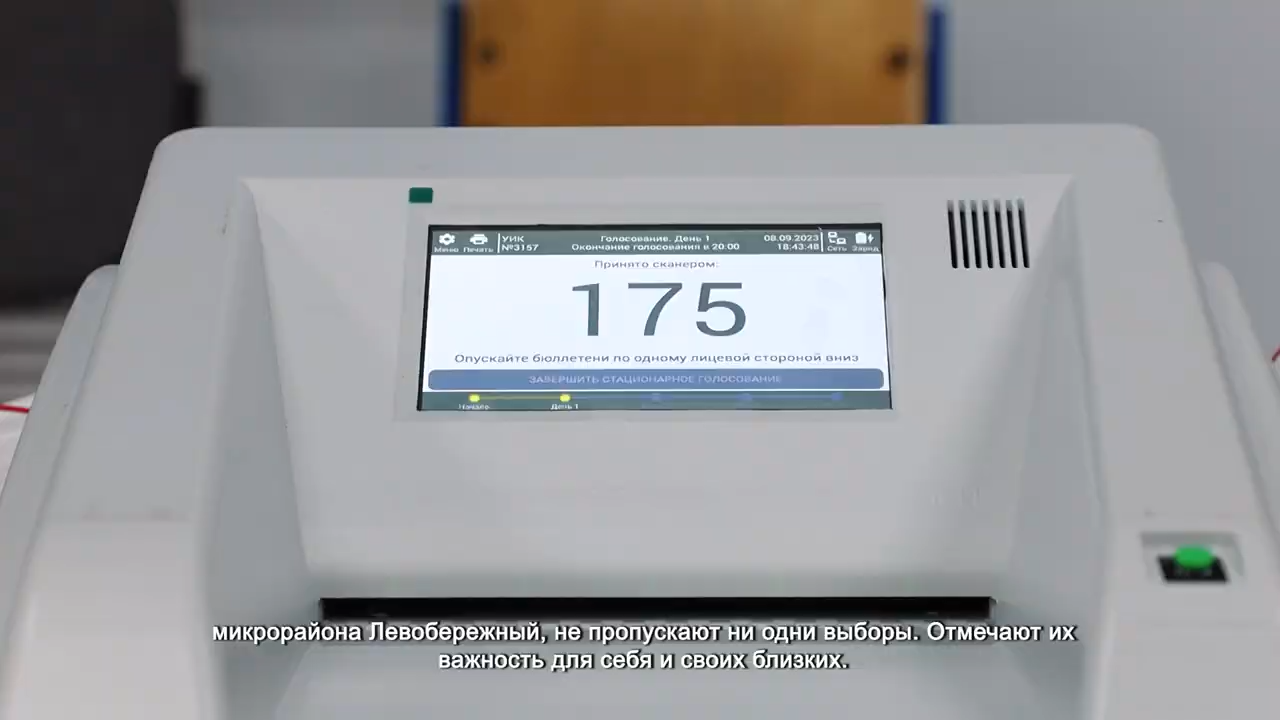 Меню Печать
УИК
№3157
Голосование. День 1
Окончание голосования в 20:00
08.09.2023
18:43:48
Сеть Заряд
Принято сканером:
175
Опускайте бюллетени по одному лицевой стороной вниз
ЗАВЕРШИТЬ СТАЦИОНАРНОЕ ГОЛОСОВАНИЕ
Начало День 1
микрорайона Левобережный, не пропускают ни одни выборы. Отмечают их
важность для себя и своих близких.